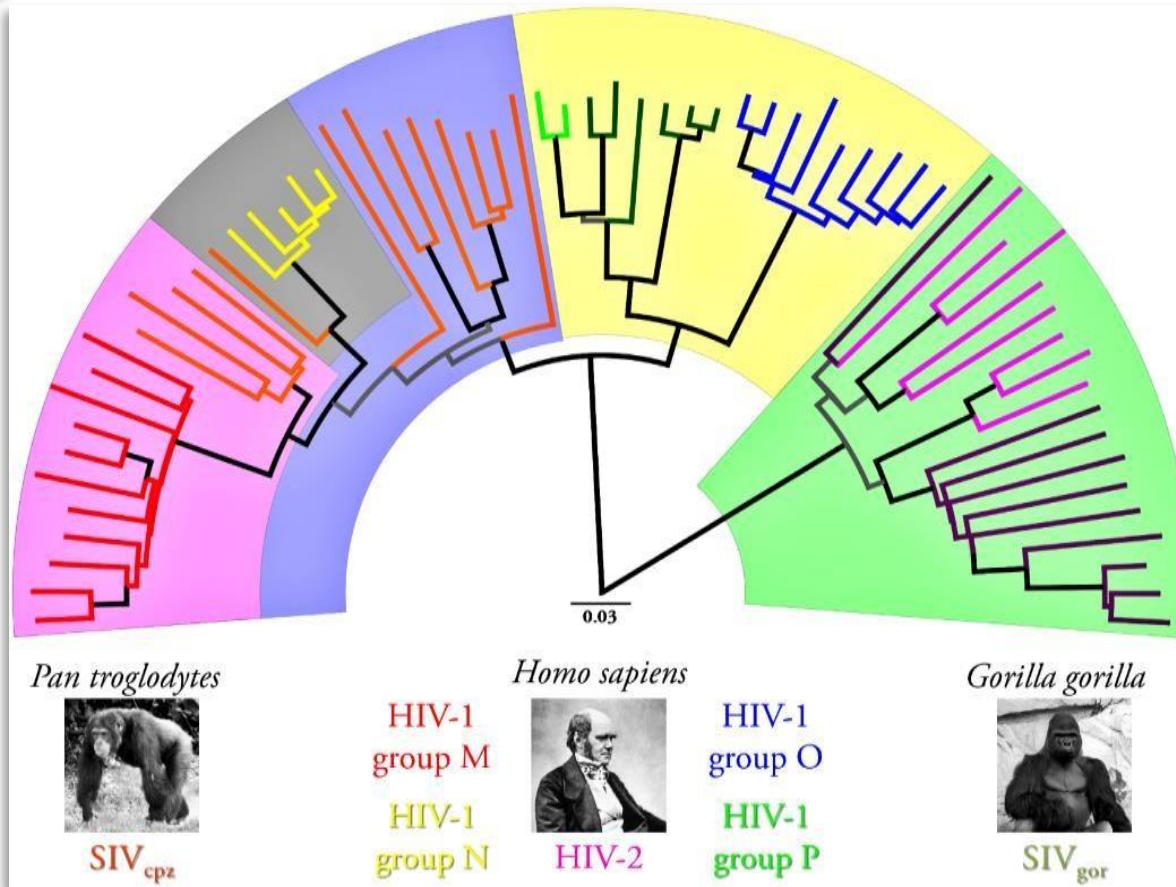 0.03
Pan troglodytes
Homo sapiens
Gorilla gorilla
HIV-1
group M
HIV-1
group O
HIV-1
group N
HIV-1
group P
SIVcpz
HIV-2
SIVgor